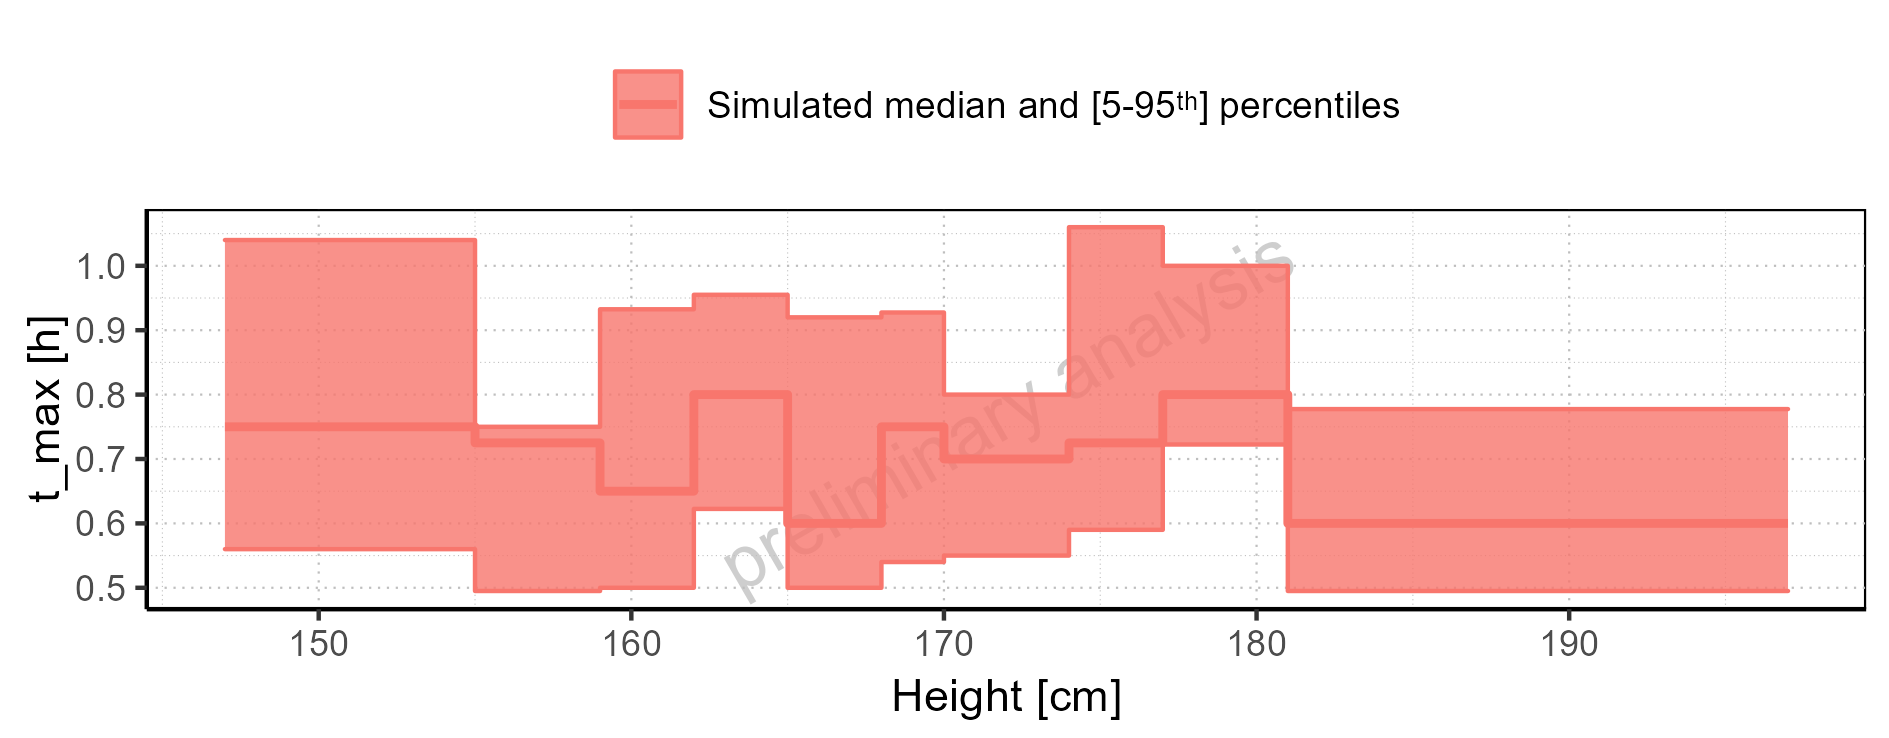 Simulated median and [5-95th] percentiles
t_max [h]
1.0
0.9
0.8
0.7
0.6
0.5
preliminary analysis
150 160 170 180 190
Height [cm]